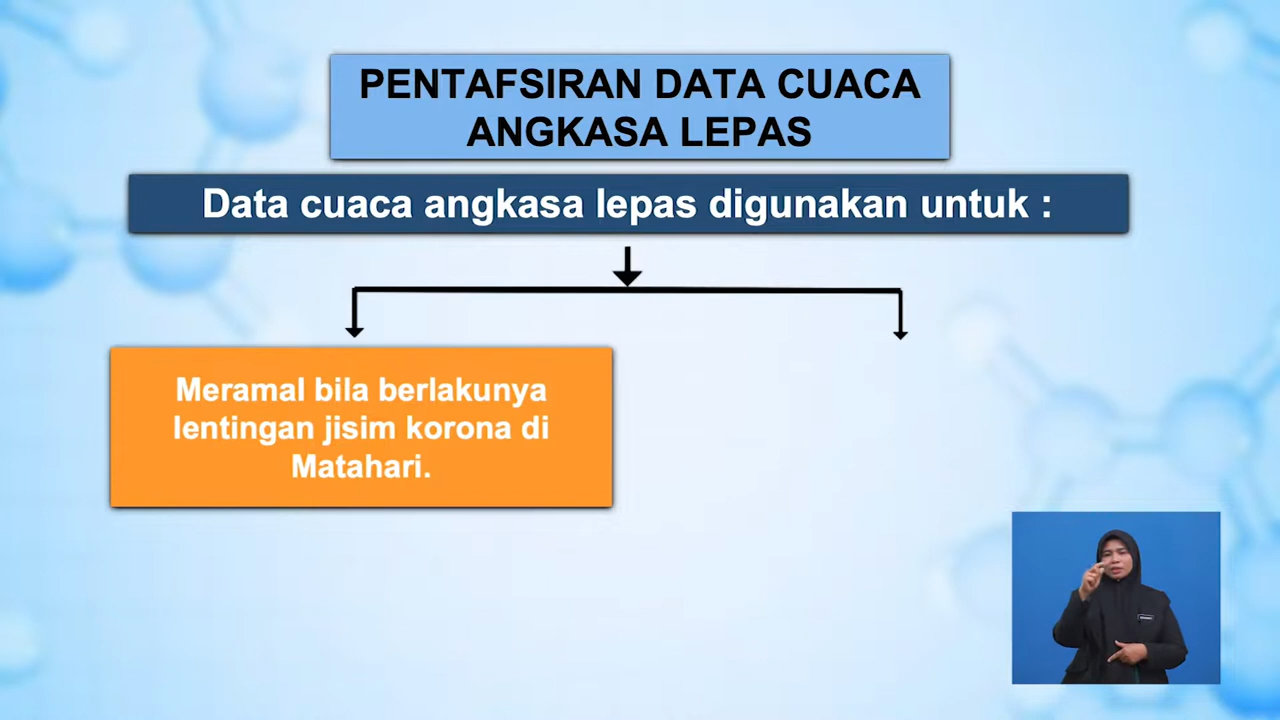 PENTAFSIRAN DATA CUACA
ANGKASA LEPAS
Data cuaca angkasa lepas digunakan untuk :
Meramal bila berlakunya
lentingan jisim korona di
Matahari.